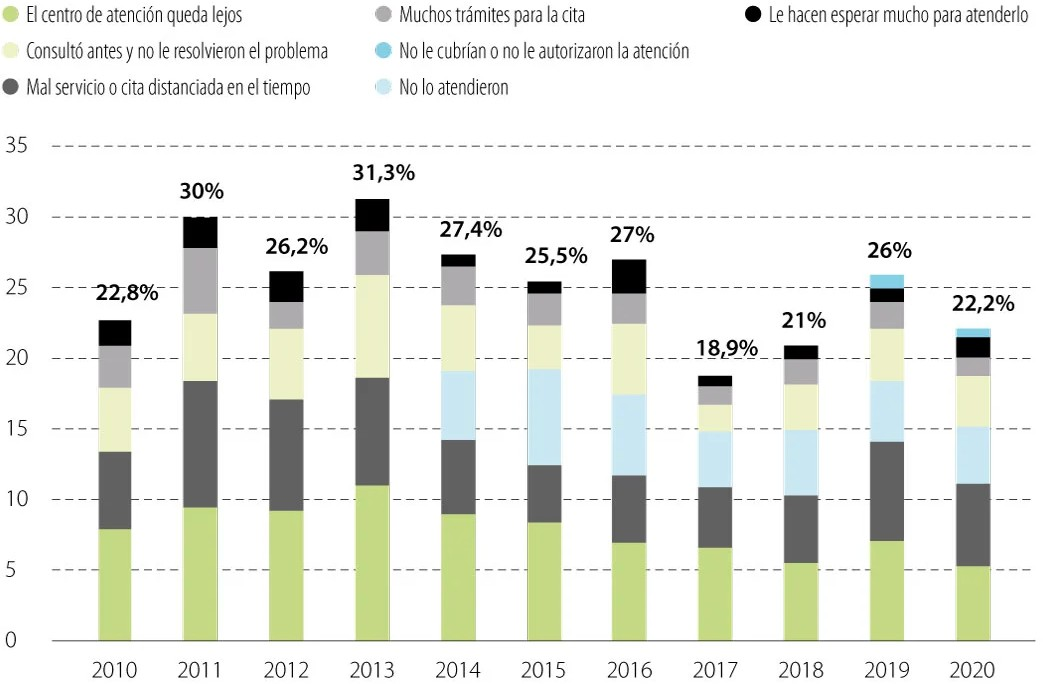 El centro de atención queda lejos
Muchos trámites para la cita
Le hacen esperar mucho para atenderlo
Consultó antes y no le resolvieron el problema
No le cubrían o no le autorizaron la atención
Mal servicio o cita distanciada en el tiempo
No lo atendieron
35
30
25
20
15
10
5
0
22,8%
30%
26,2%
31,3%
27,4%
25,5%
27%
18,9%
21%
26%
22,2%
2010 2011 2012 2013 2014 2015 2016 2017 2018 2019 2020